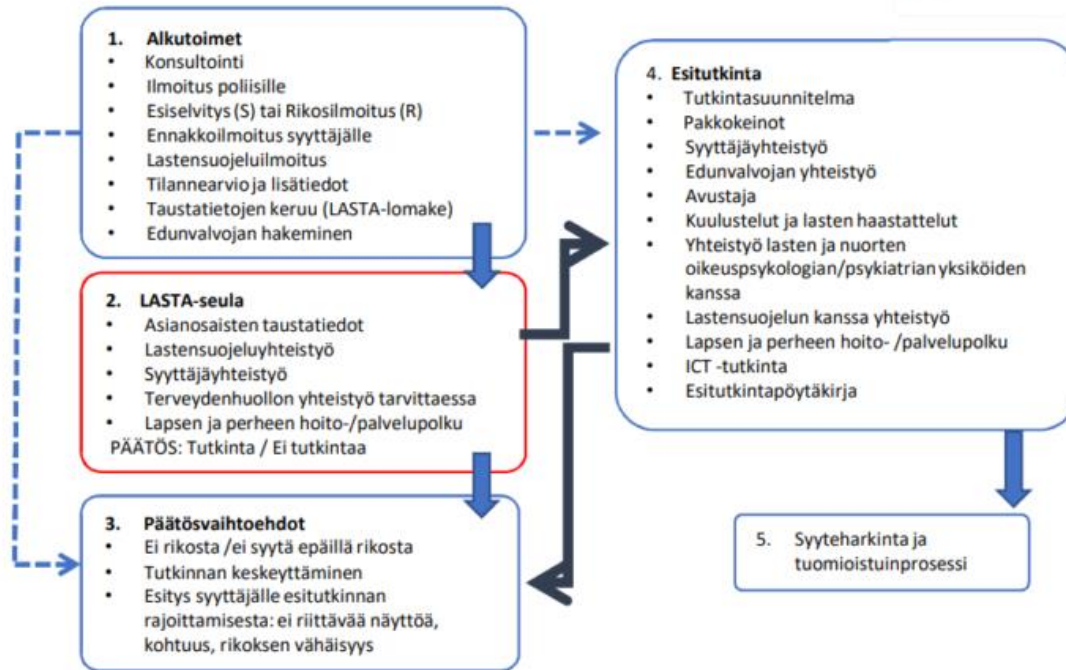 1. Alkutoimet
• Konsultointi
• Ilmoitus poliisille
• Esiselvitys (S) tai Rikosilmoitus (R)
• Ennakkoilmoitus syyttäjälle
• Lastensuojeluilmoitus
• Tilannearvio ja lisätiedot
• Taustatietojen keruu (LASTA-lomake)
• Edunvalvojan hakeminen
2. LASTA-seula
• Asianosaisten taustatiedot
• Lastensuojeluyhteistyö
• Syyttäjäyhteistyö
• Terveydenhuollon yhteistyö tarvittaessa
• Lapsen ja perheen hoito-/palvelupolku
PÄÄTÖS: Tutkinta / Ei tutkintaa
3. Päätösvaihtoehdot
• Ei rikosta /ei syytä epäillä rikosta
• Tutkinnan keskeyttäminen
• Esitys syyttäjälle esitutkinnan
rajoittamisesta: ei riittävää näyttöä,
kohtuus, rikoksen vähäisyys
4. Esitutkinta
• Tutkintasuunnitelma
• Pakkokeinot
• Syyttäjäyhteistyö
• Edunvalvojan yhteistyö
• Avustaja
• Kuulustelut ja lasten haastattelut
• Yhteistyö lasten ja nuorten
oikeuspsykologian/psykiatrian yksiköiden
kanssa
• Lastensuojelun kanssa yhteistyö
• Lapsen ja perheen hoito- /palvelupolku
• ICT -tutkinta
• Esitutkintapöytäkirja
5. Syyteharkinta ja
tuomioistuinprosessi